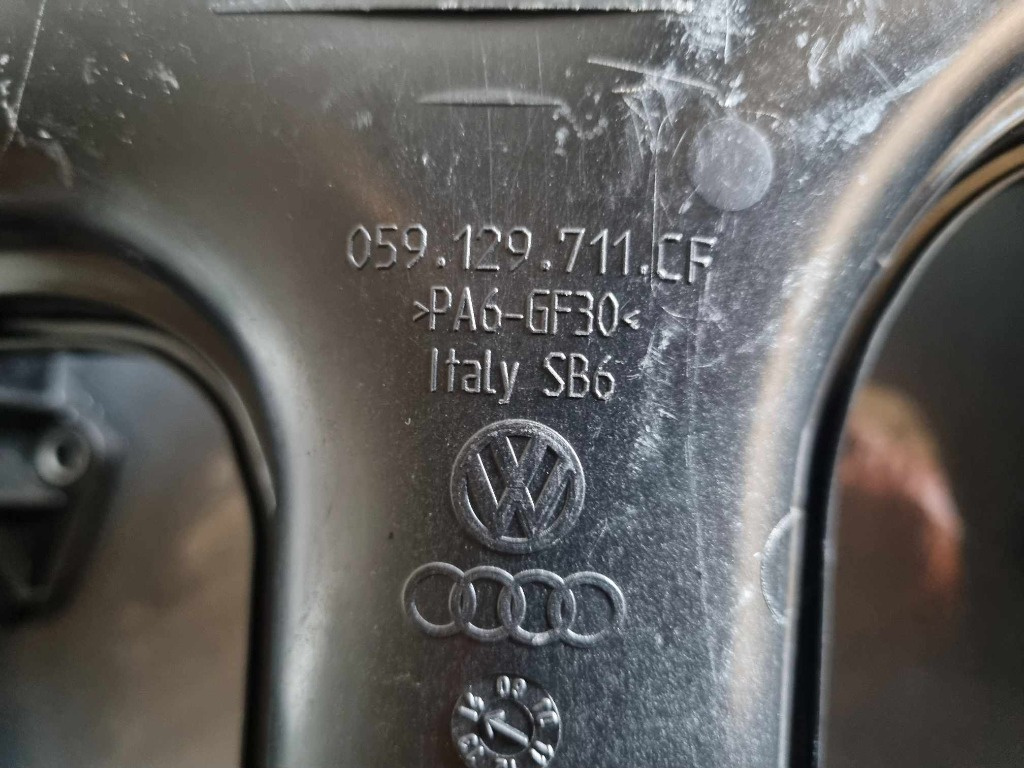 059.129.711.CF
>PA6-GF30<
Italy SB6